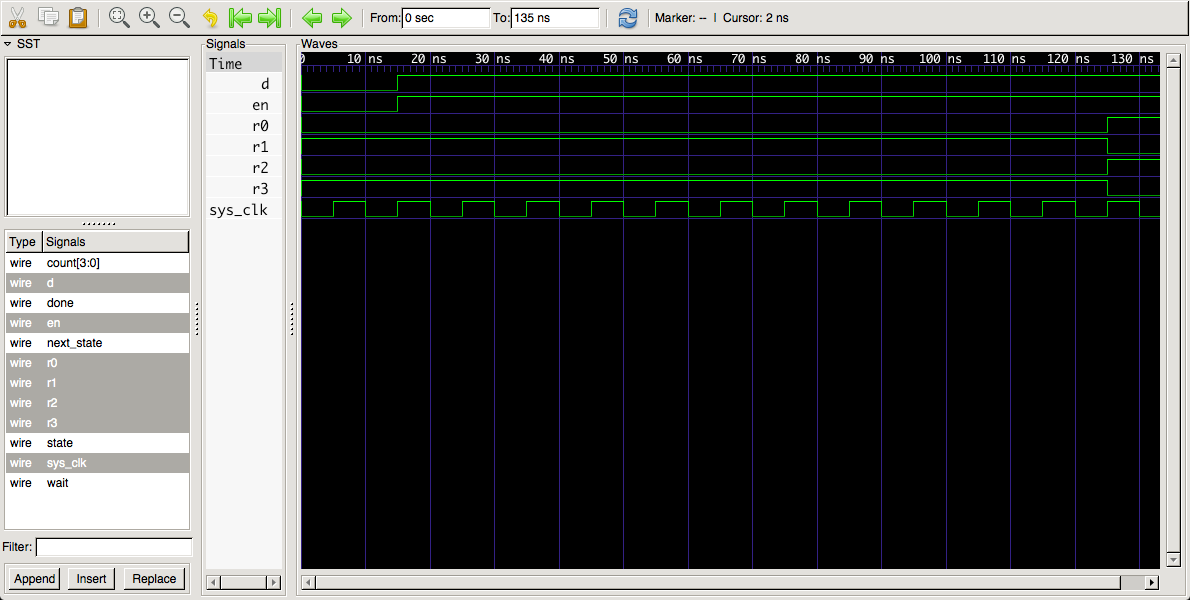 From: 0 sec To: 135 ns Marker: -- | Cursor: 2 ns
SST
Signals
Waves
Time
10 ns 20 ns 30 ns 40 ns 50 ns 60 ns 70 ns 80 ns 90 ns 100 ns 110 ns 120 ns 130 ns
d
en
r0
r1
r2
r3
sys_clk
Type Signals
wire count[3:0]
wire d
wire done
wire en
wire next_state
wire r0
wire r1
wire r2
wire r3
wire state
wire sys_clk
wire wait
Filter:
Append Insert Replace